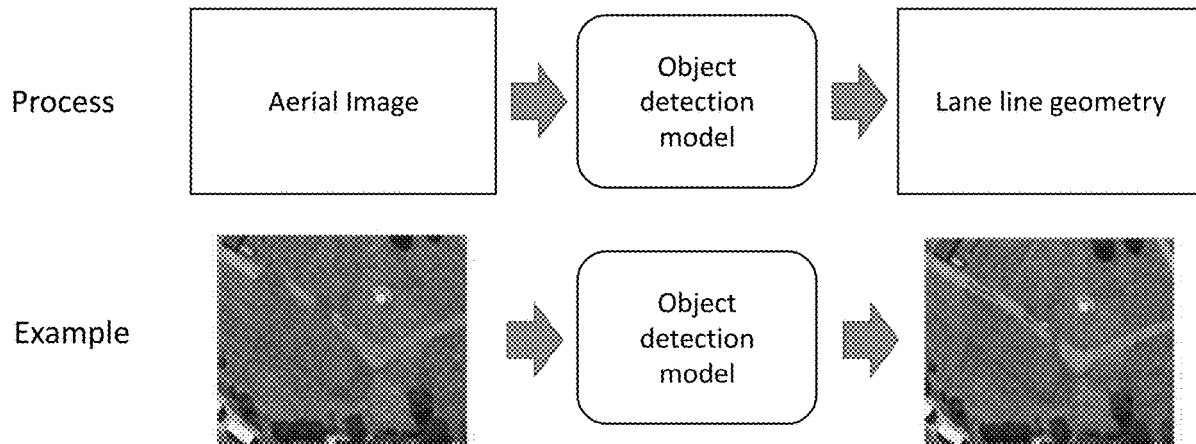 Process
Aerial Image
Object
detection
model
Lane line geometry
Example
Object
detection
model